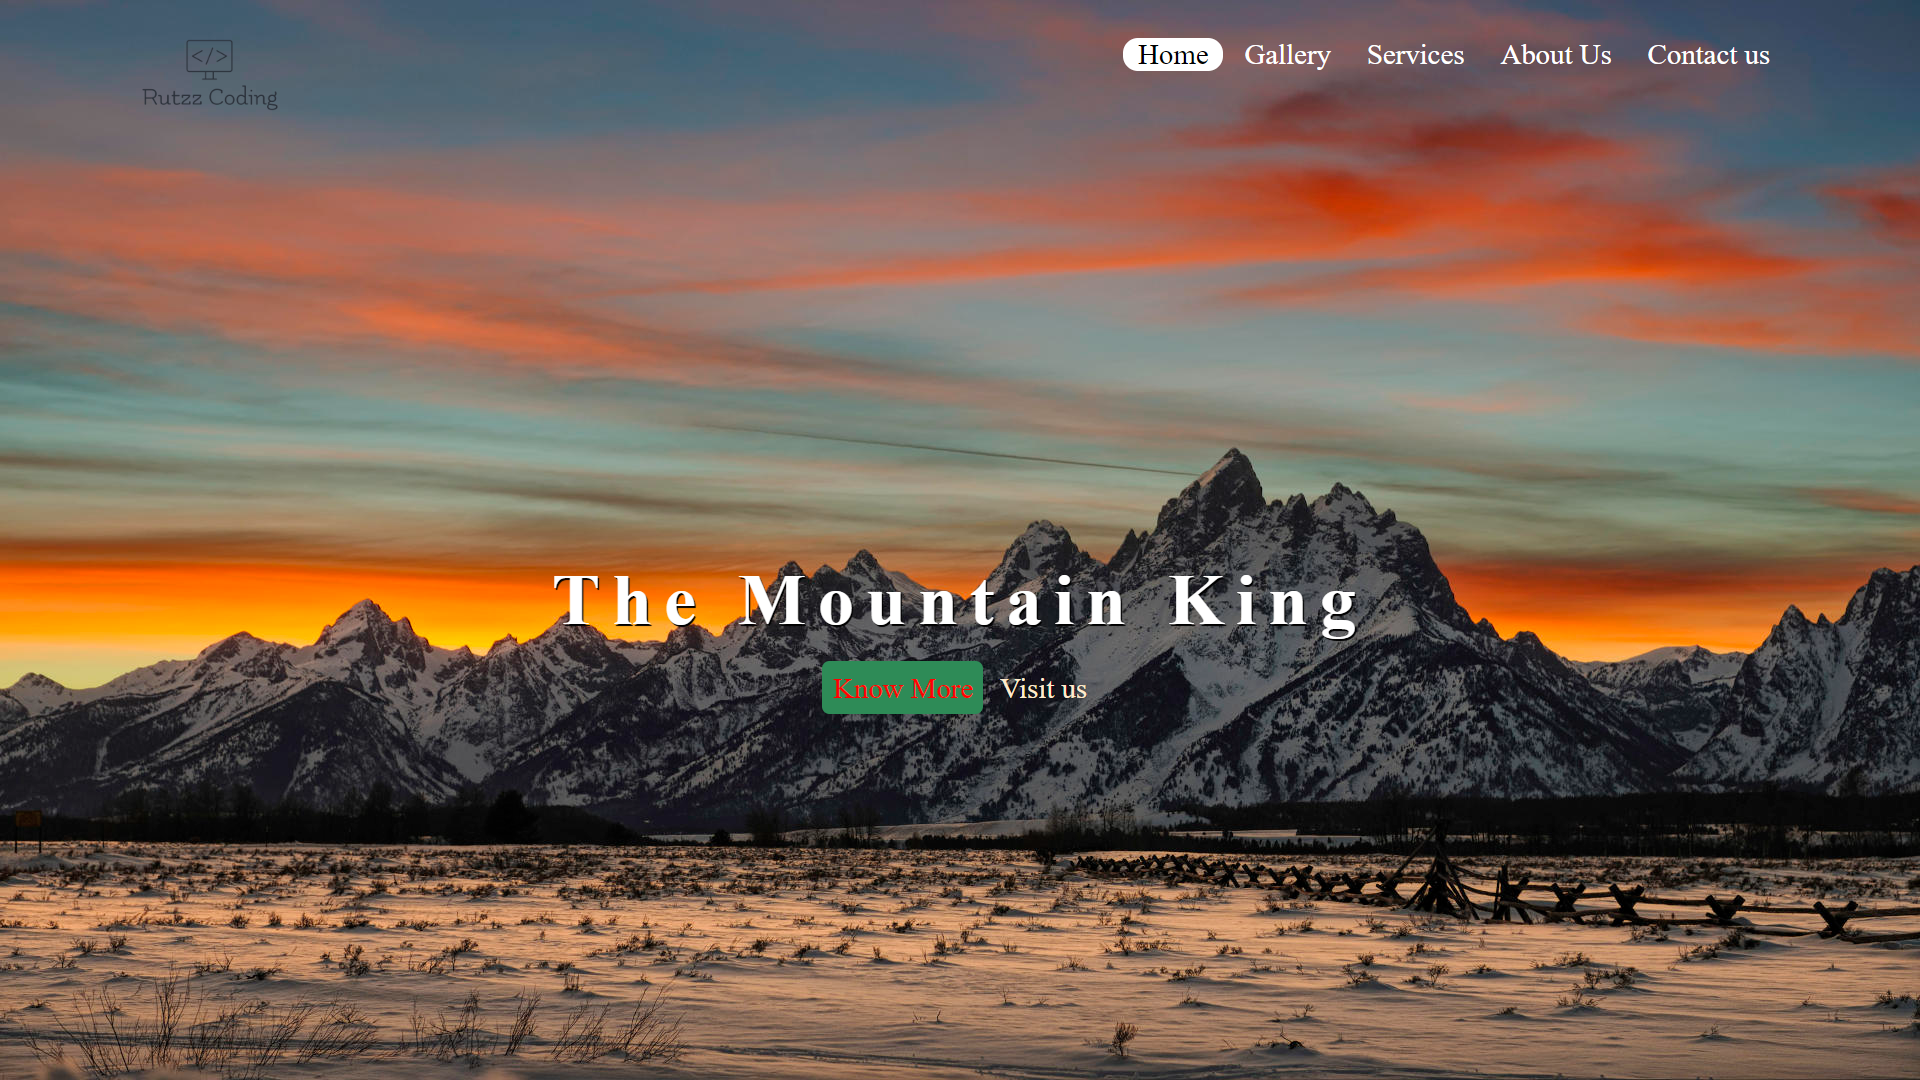 </>
Rutzz Coding
Home Gallery Services About Us Contact us
The Mountain King
Know More Visit us